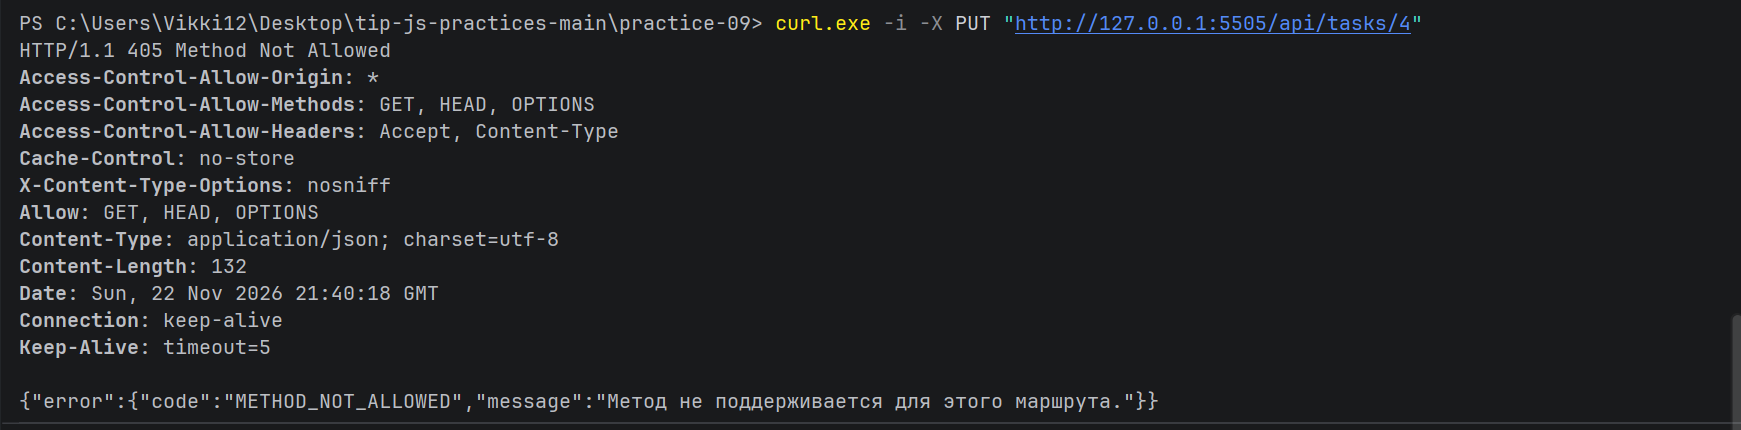 PS C:\Users\Vikki12\Desktop\tip-js-practices-main\practice-09> curl.exe -i -X PUT "http://127.0.0.1:5505/api/tasks/4"
HTTP/1.1 405 Method Not Allowed
Access-Control-Allow-Origin: *
Access-Control-Allow-Methods: GET, HEAD, OPTIONS
Access-Control-Allow-Headers: Accept, Content-Type
Cache-Control: no-store
X-Content-Type-Options: nosniff
Allow: GET, HEAD, OPTIONS
Content-Type: application/json; charset=utf-8
Content-Length: 132
Date: Sun, 22 Nov 2026 21:40:18 GMT
Connection: keep-alive
Keep-Alive: timeout=5
{"error":{"code":"METHOD_NOT_ALLOWED","message":"Метод не поддерживается для этого маршрута."}}